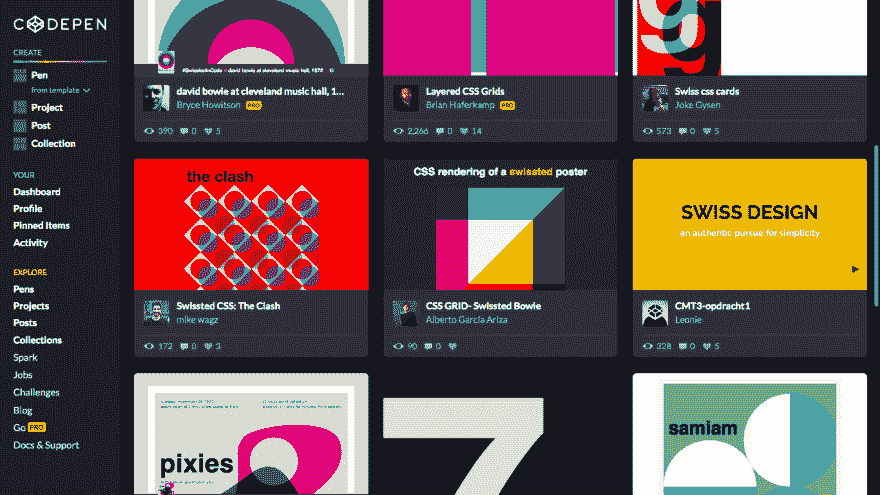 CODEPEN
CREATE
Pen
from template
Project
Post
Collection
YOUR
Dashboard
Profile
Pinned Items
Activity
EXPLORE
Pens
Projects
Posts
Collections
Spark
Jobs
Challenges
Blog
Go PRO
Docs & Support
david bowie at cleveland music hall, 1...
Bryce Howitson PRO
390 0 5
Layered CSS Grids
Brian Haferkamp PRO
2,266 0 14
99
Swiss css cards
Joke Gysen
573 0 5
the clash
Swissted CSS: The Clash
mike wagz
172 0 3
CSS rendering of a swissted poster
CSS GRID- Swissted Bowie
Alberto García Ariza
90 0
SWISS DESIGN
an authentic pursue for simplicity
CMT3-opdracht1
Leonie
328 0 5
pixies
7
samiam